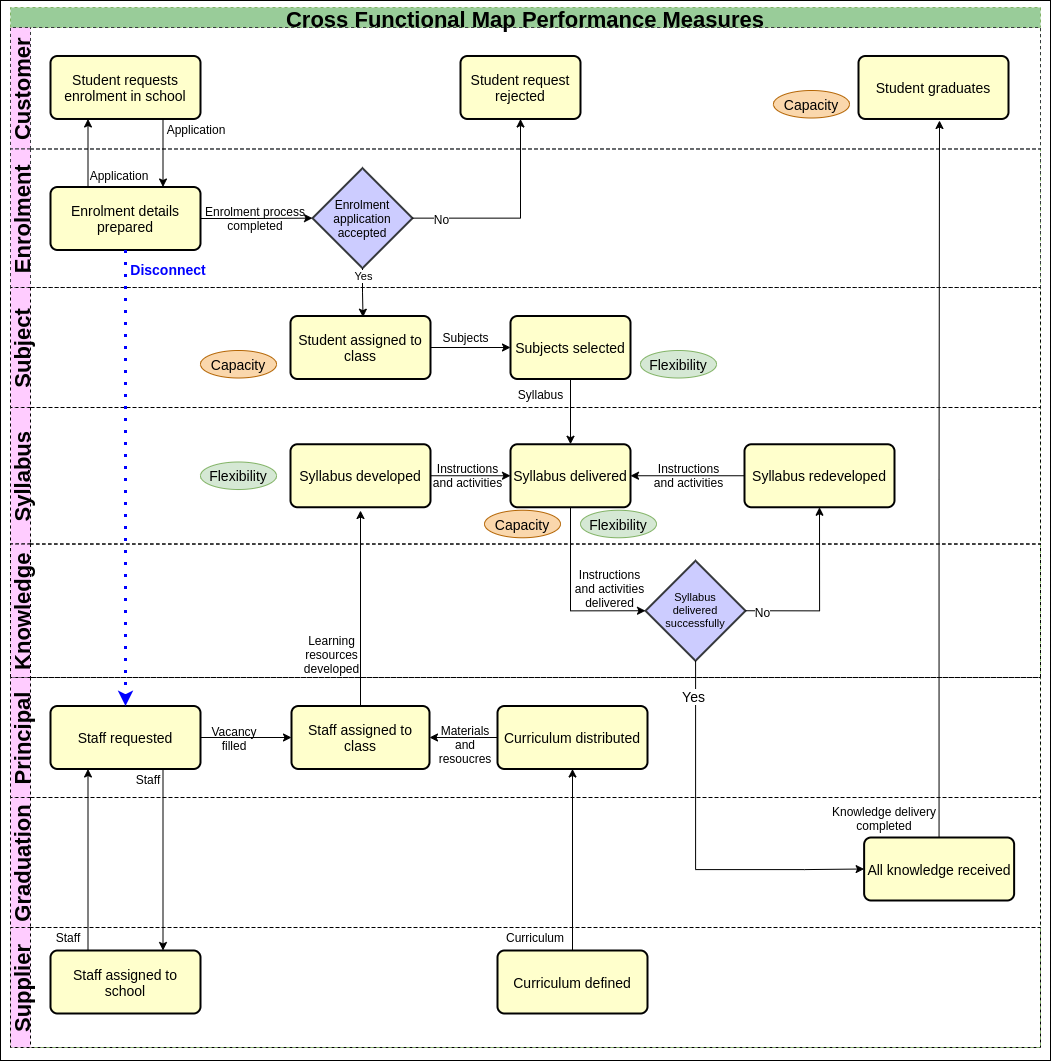 Cross Functional Map Performance Measures
Customer
Student requests
enrolment in school
Student request
rejected
Student graduates
Capacity
Application
Application
Enrolment
Enrolment details
prepared
Enrolment process
completed
Enrolment
application
accepted
No
Yes
Disconnect
Subject
Student assigned to
class
Subjects
Subjects selected
Capacity
Flexibility
Syllabus
Syllabus
Flexibility
Syllabus developed
Instructions
and activities
Syllabus delivered
Instructions
and activities
Syllabus redeveloped
Capacity
Flexibility
Knowledge
Instructions
and activities
delivered
Syllabus
delivered
successfully
No
Learning
resources
developed
Yes
Principal
Staff requested
Vacancy
filled
Staff assigned to
class
Materials
and
resoucres
Curriculum distributed
Staff
Graduation
Knowledge delivery
completed
All knowledge received
Supplier
Staff
Staff assigned to
school
Curriculum
Curriculum defined